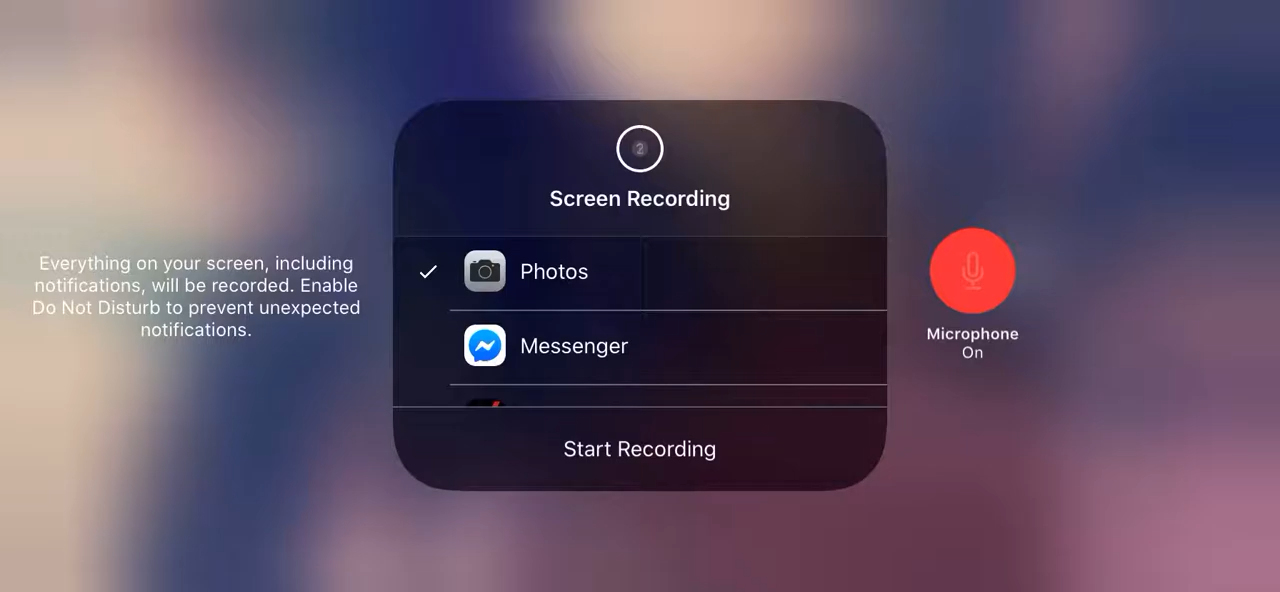 2
Screen Recording
Everything on your screen, including
notifications, will be recorded. Enable
Do Not Disturb to prevent unexpected
notifications.
Photos
Messenger
Start Recording
Microphone
On